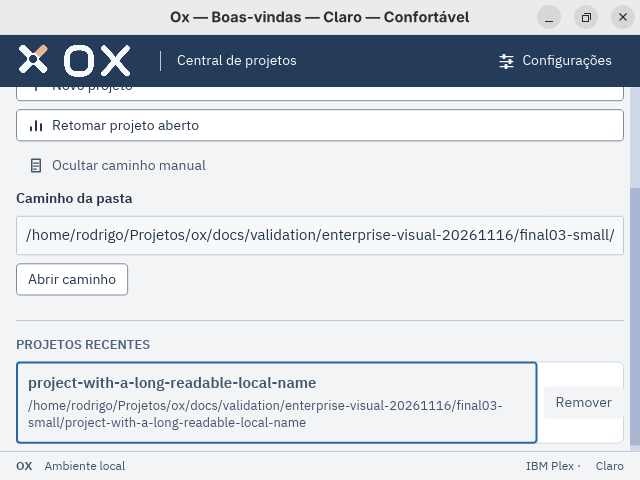 Ox — Boas-vindas — Claro — Confortável
OX
Central de projetos
Configurações
Novo projeto
Retomar projeto aberto
Ocultar caminho manual
Caminho da pasta
/home/rodrigo/Projetos/ox/docs/validation/enterprise-visual-20261116/final03-small/
Abrir caminho
PROJETOS RECENTES
project-with-a-long-readable-local-name
/home/rodrigo/Projetos/ox/docs/validation/enterprise-visual-20261116/final03-
small/project-with-a-long-readable-local-name
Remover
OX Ambiente local
IBM Plex · Claro